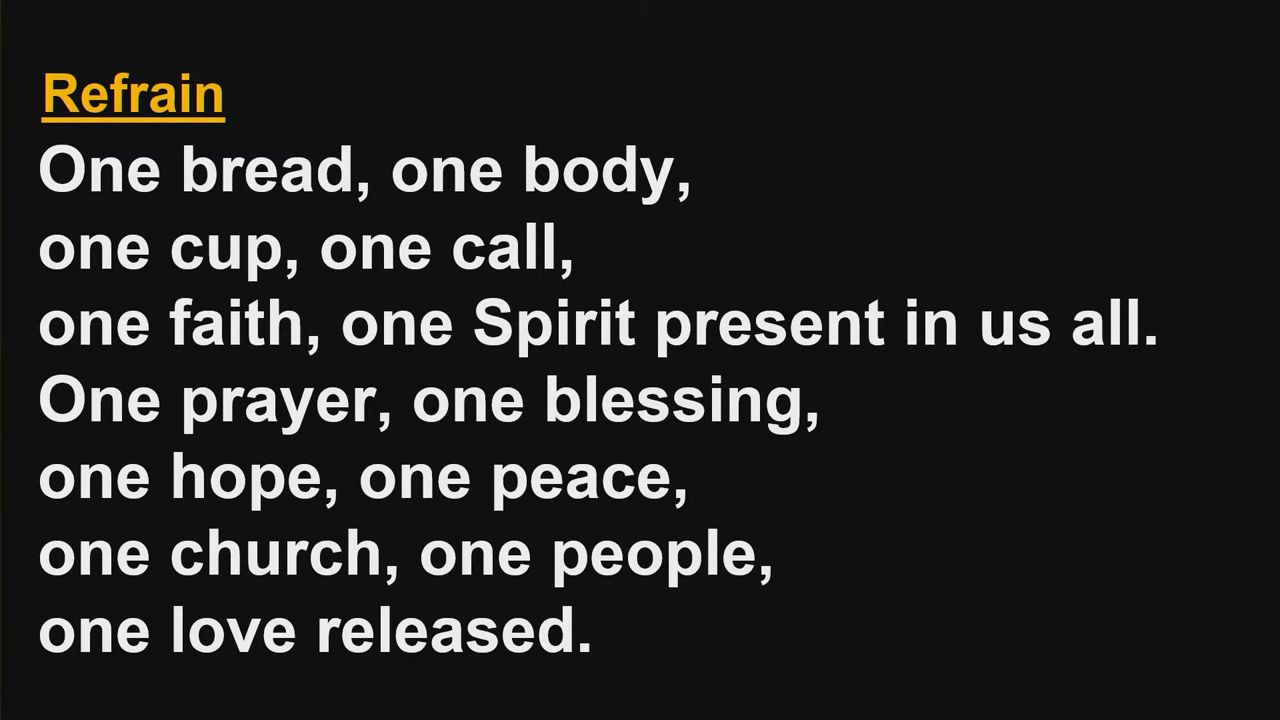 Refrain
One bread, one body,
one cup, one call,
one faith, one Spirit present in us all.
One prayer, one blessing,
one hope, one peace,
one church, one people,
one love released.